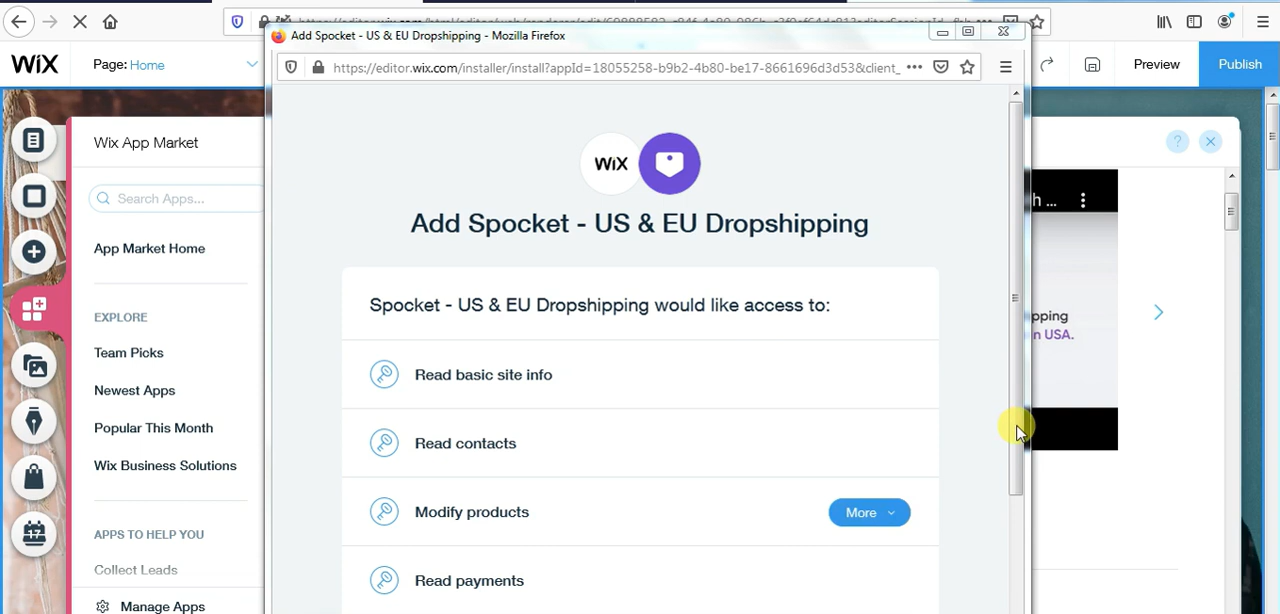 Add Spocket - US & EU Dropshipping - Mozilla Firefox
https://editor.wix.com/installer/install?appId=18055258-b9b2-4b80-be17-8661696d3d53&client_
WiX
Page: Home
Preview
Publish
Wix App Market
Search Apps...
App Market Home
EXPLORE
Team Picks
Newest Apps
Popular This Month
Wix Business Solutions
APPS TO HELP YOU
Collect Leads
Manage Apps
17
WiX
Add Spocket - US & EU Dropshipping
Spocket - US & EU Dropshipping would like access to:
Read basic site info
Read contacts
Modify products
More
Read payments
?
h ...
pping
n USA.